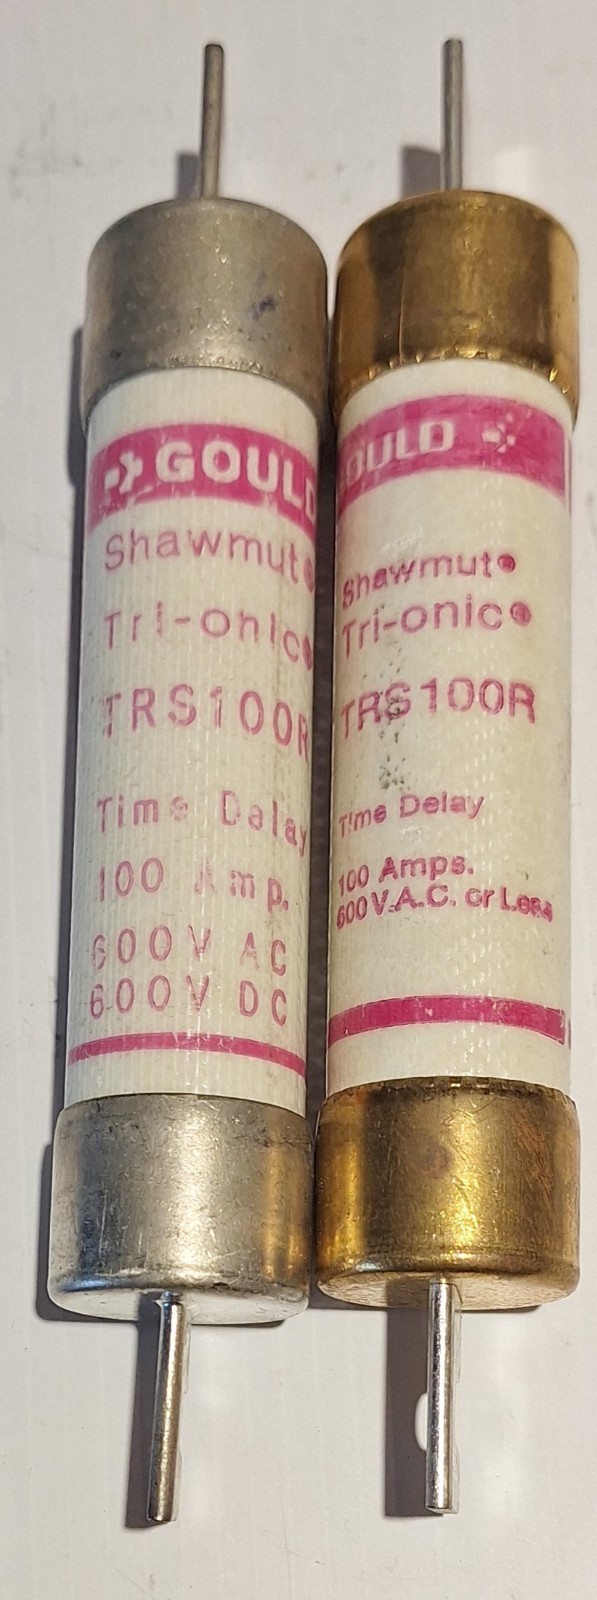 GOULD
Shawmut®
Tri-onic®
TRS100R
Time Delay
100 Amp.
600V AC
600V DC
GOULD
Shawmut®
Tri-onic®
TRS100R
Time Delay
100 Amps.
600 V.A.C. or Less